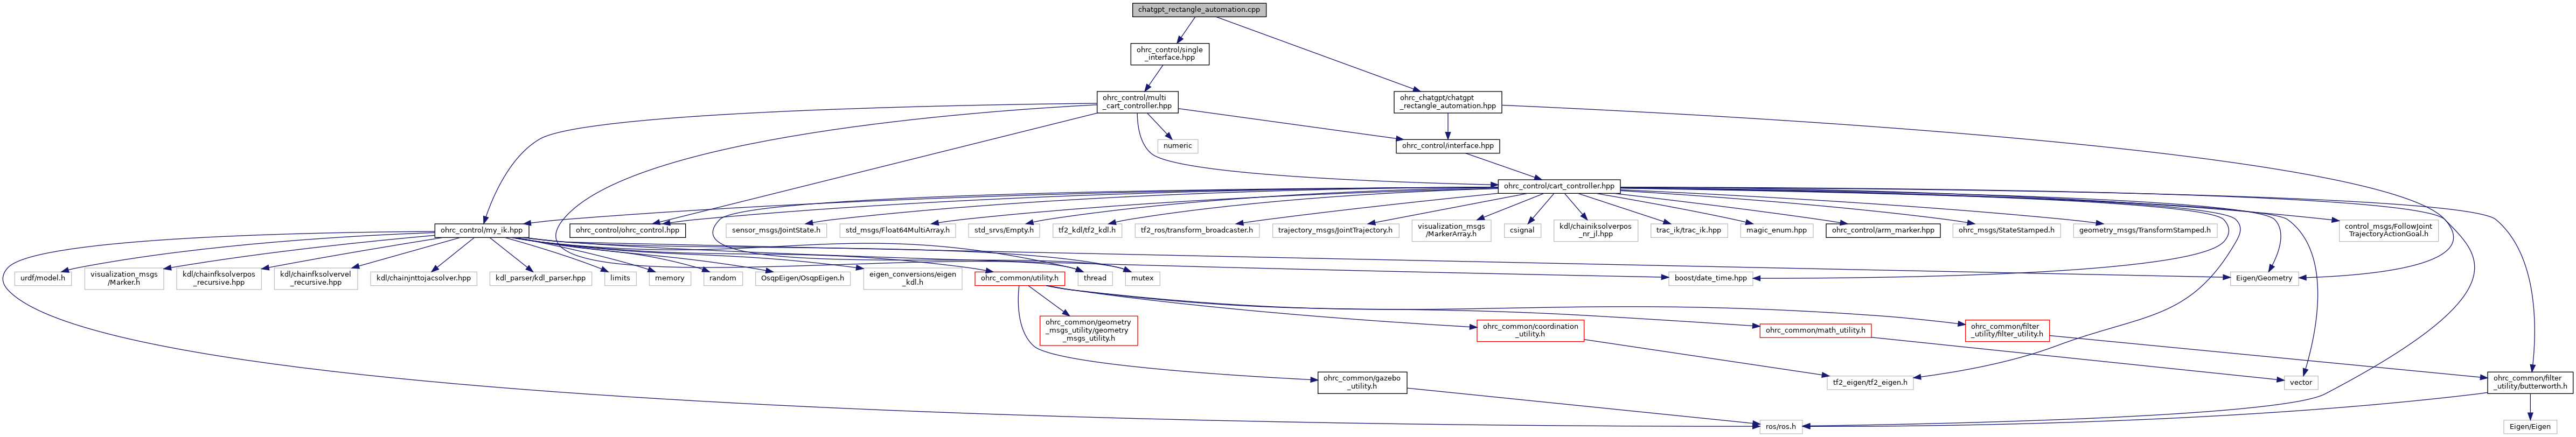 chatgpt_rectangle_automation.cpp
ohrc_control/single
_interface.hpp
ohrc_control/multi
_cart_controller.hpp
ohrc_chatgpt/chatgpt
_rectangle_automation.hpp
numeric
ohrc_control/interface.hpp
ohrc_control/cart_controller.hpp
ohrc_control/my_ik.hpp
ohrc_control/ohrc_control.hpp
sensor_msgs/JointState.h
std_msgs/Float64MultiArray.h
std_srvs/Empty.h
tf2_kdl/tf2_kdl.h
tf2_ros/transform_broadcaster.h
trajectory_msgs/JointTrajectory.h
visualization_msgs
/MarkerArray.h
csignal
kdl/chainiksolverpos
_nr_jl.hpp
trac_ik/trac_ik.hpp
magic_enum.hpp
ohrc_control/arm_marker.hpp
ohrc_msgs/StateStamped.h
geometry_msgs/TransformStamped.h
control_msgs/FollowJoint
TrajectoryActionGoal.h
urdf/model.h
visualization_msgs
/Marker.h
kdl/chainfksolverpos
_recursive.hpp
kdl/chainfksolvervel
_recursive.hpp
kdl/chainjnttojacsolver.hpp
kdl_parser/kdl_parser.hpp
limits
memory
random
OsqpEigen/OsqpEigen.h
eigen_conversions/eigen
_kdl.h
ohrc_common/utility.h
thread
mutex
boost/date_time.hpp
Eigen/Geometry
ohrc_common/geometry
_msgs_utility/geometry
_msgs_utility.h
ohrc_common/coordination
_utility.h
ohrc_common/math_utility.h
ohrc_common/filter
_utility/filter_utility.h
ohrc_common/gazebo
_utility.h
tf2_eigen/tf2_eigen.h
vector
ohrc_common/filter
_utility/butterworth.h
ros/ros.h
Eigen/Eigen